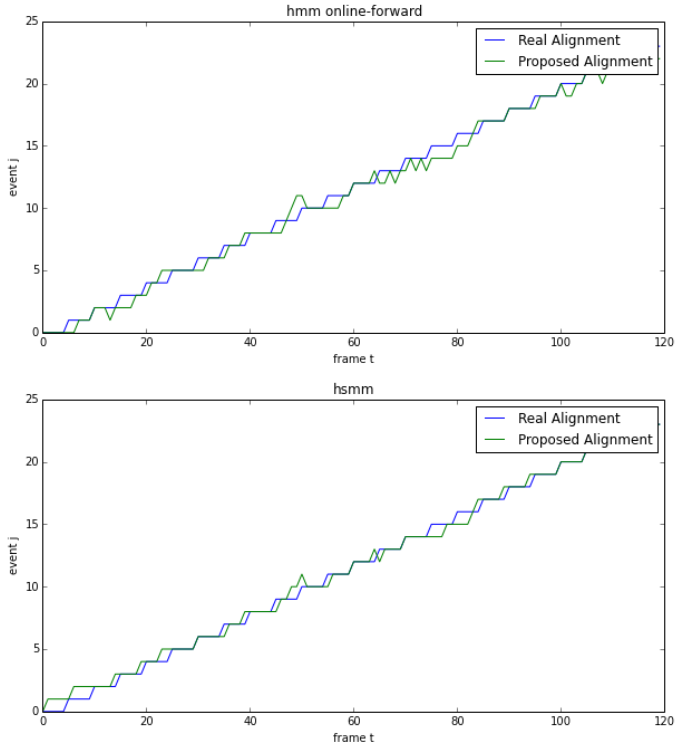 hmm online-forward
25
20
15
10
5
0
event j
Real Alignment
Proposed Alignment
0 20 40 60 80 100 120
frame t
hsmm
25
20
15
10
5
0
event j
Real Alignment
Proposed Alignment
0 20 40 60 80 100 120
frame t